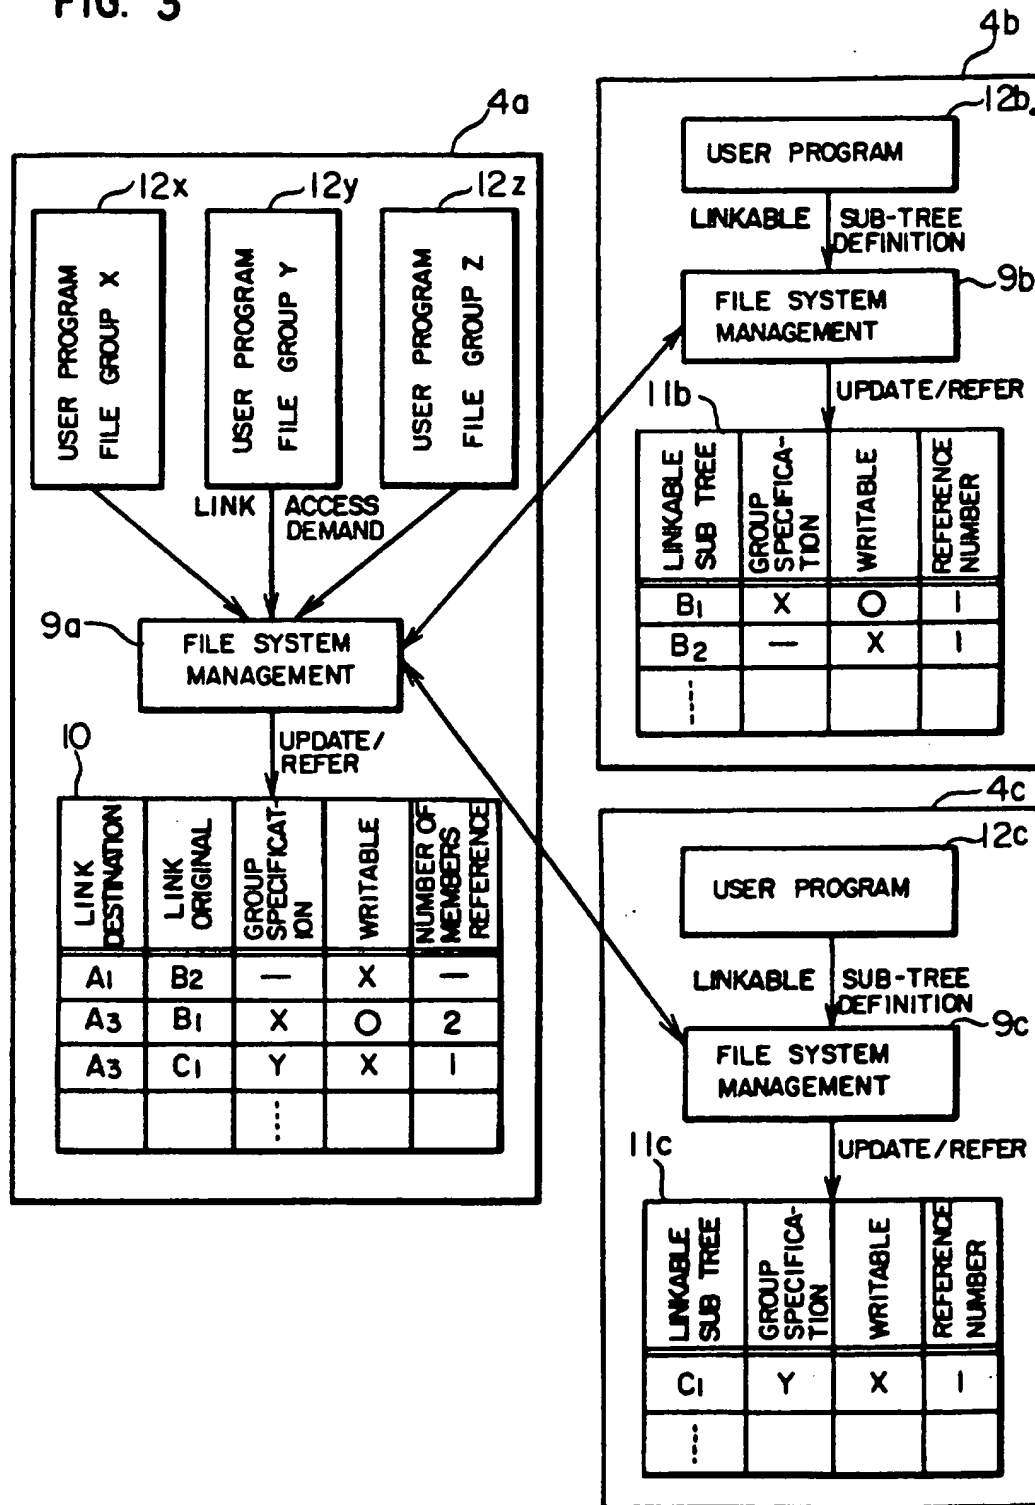 FIG. 3
4a
12x
12y
12z
USER PROGRAM
FILE GROUP X
USER PROGRAM
FILE GROUP Y
USER PROGRAM
FILE GROUP Z
LINK
ACCESS
DEMAND
9a
FILE SYSTEM
MANAGEMENT
10
UPDATE/
REFER
LINK
DESTINATION
LINK
ORIGINAL
GROUP
SPECIFICAT
ION
WRITABLE
NUMBER OF
MEMBERS
REFERENCE
A1 B2 — X —
A3 B1 X O 2
A3 C1 Y X 1
4b
12b
USER PROGRAM
LINKABLE
SUB-TREE
DEFINITION
9b
FILE SYSTEM
MANAGEMENT
11b
UPDATE/REFER
LINKABLE
SUB TREE
GROUP
SPECIFICA-
TION
WRITABLE
REFERENCE
NUMBER
B1 X O 1
B2 — X 1
4c
12c
USER PROGRAM
LINKABLE
SUB-TREE
DEFINITION
9c
FILE SYSTEM
MANAGEMENT
11c
UPDATE/REFER
LINKABLE
SUB TREE
GROUP
SPECIFICA-
TION
WRITABLE
REFERENCE
NUMBER
C1 Y X 1